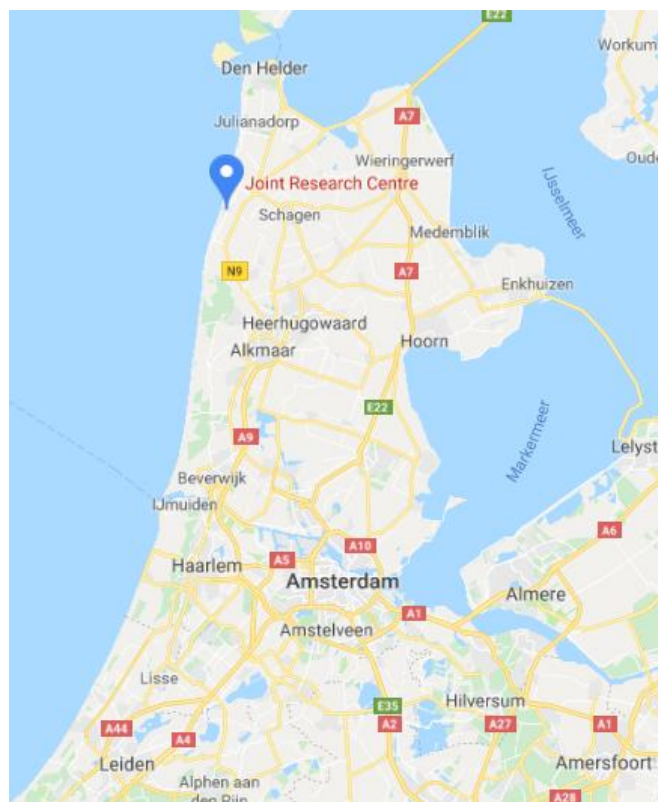 E22
Workum
Den Helder
Julianadorp
A7
Wieringerwerf
Oude
IJsselmeer
Joint Research Centre
Schagen
Medemblik
N9
A7
Enkhuizen
Heerhugowaard
Hoorn
Alkmaar
E22
A9
Markermeer
Lelyst
Beverwijk
IJmuiden
A6
A10
Haarlem
A5
Amsterdam
Almere
A1
Amstelveen
Lisse
Hilversum
E35
A44
A2
A27
A1
A4
Leiden
Amersfoort
Alphen aan
den Rijn
A28